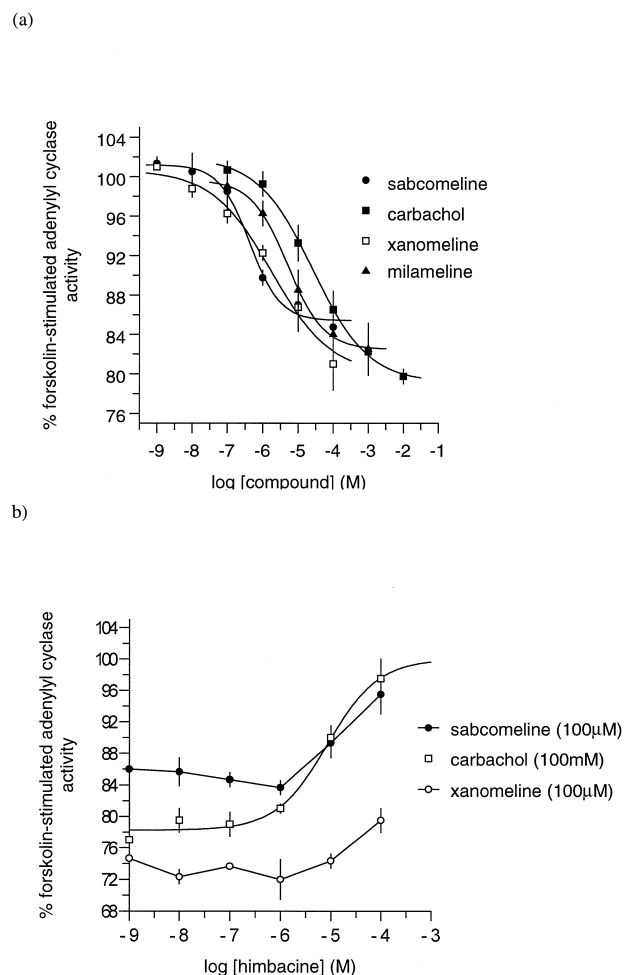 (a)
% forskolin-stimulated adenylyl cyclase
activity
104
100
96
92
88
84
80
76
-9 -8 -7 -6 -5 -4 -3 -2 -1
log [compound] (M)
sabcomeline
carbachol
xanomeline
milameline
b)
% forskolin-stimulated adenylyl cyclase
activity
104
100
96
92
88
84
80
76
72
68
-9 -8 -7 -6 -5 -4 -3
log [himbacine] (M)
sabcomeline (100μM)
carbachol (100mM)
xanomeline (100μM)